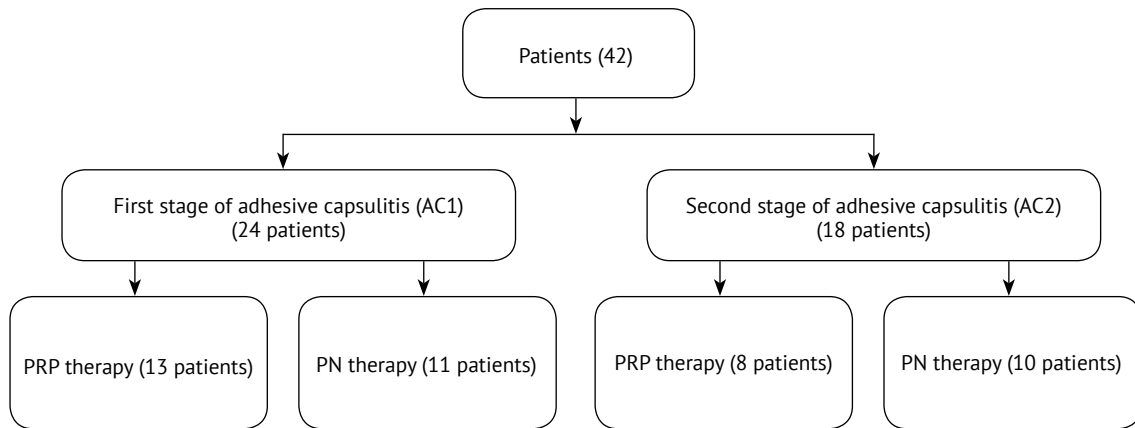 Patients (42)
First stage of adhesive capsulitis (AC1)
(24 patients)
Second stage of adhesive capsulitis (AC2)
(18 patients)
PRP therapy (13 patients)
PN therapy (11 patients)
PRP therapy (8 patients)
PN therapy (10 patients)